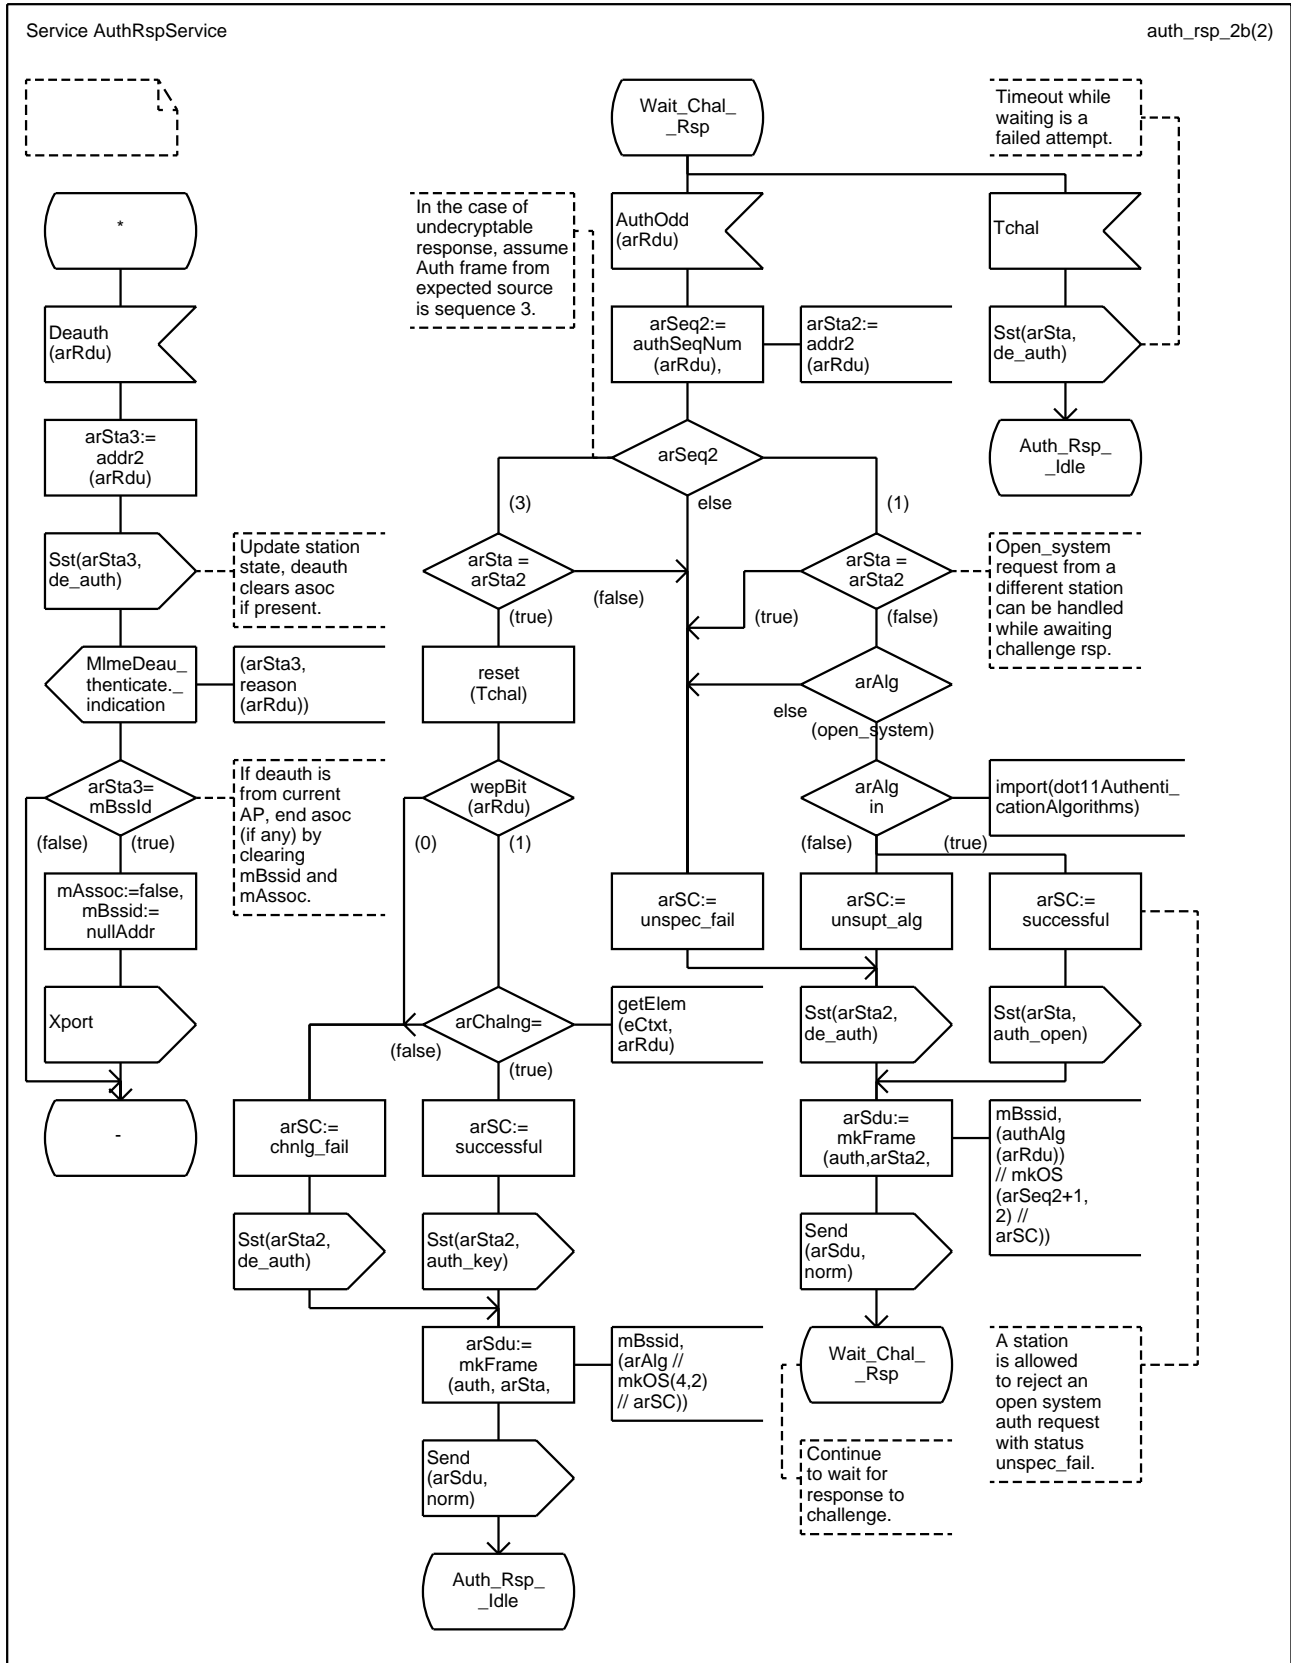 Service AuthRspService
auth_rsp_2b(2)
*
Deauth
(arRdu)
arSta3:=
addr2
(arRdu)
Sst(arSta3,
de_auth)
Update station
state, deauth
clears asoc
if present.
MlmeDeau_
thenticate._
indication
(arSta3,
reason
(arRdu))
arSta3=
mBssId
(false)
(true)
If deauth is
from current
AP, end asoc
(if any) by
clearing
mBssid and
mAssoc.
mAssoc:=false,
mBssid:=
nullAddr
Xport
-
Wait_Chal_
_Rsp
In the case of
undecryptable
response, assume
Auth frame from
expected source
is sequence 3.
AuthOdd
(arRdu)
arSeq2:=
authSeqNum
(arRdu),
arSta2:=
addr2
(arRdu)
arSeq2
(3)
else
(1)
Timeout while
waiting is a
failed attempt.
Tchal
Sst(arSta,
de_auth)
Auth_Rsp_
_Idle
arSta =
arSta2
(false)
(true)
reset
(Tchal)
wepBit
(arRdu)
(0)
(1)
arChalng=
(false)
(true)
getElem
(eCtxt,
arRdu)
arSC:=
chnlg_fail
arSC:=
successful
Sst(arSta2,
de_auth)
Sst(arSta2,
auth_key)
arSdu:=
mkFrame
(auth, arSta,
mBssid,
(arAlg //
mkOS(4,2)
// arSC))
Send
(arSdu,
norm)
Auth_Rsp_
_Idle
arSta =
arSta2
(true)
(false)
Open_system
request from a
different station
can be handled
while awaiting
challenge rsp.
arAlg
else
(open_system)
arAlg
in
import(dot11Authenti_
cationAlgorithms)
(false)
(true)
arSC:=
unspec_fail
arSC:=
unsupt_alg
arSC:=
successful
Sst(arSta2,
de_auth)
Sst(arSta,
auth_open)
arSdu:=
mkFrame
(auth,arSta2,
mBssid,
(authAlg
(arRdu))
// mkOS
(arSeq2+1,
2) //
arSC))
Send
(arSdu,
norm)
Wait_Chal_
_Rsp
Continue
to wait for
response to
challenge.
A station
is allowed
to reject an
open system
auth request
with status
unspec_fail.